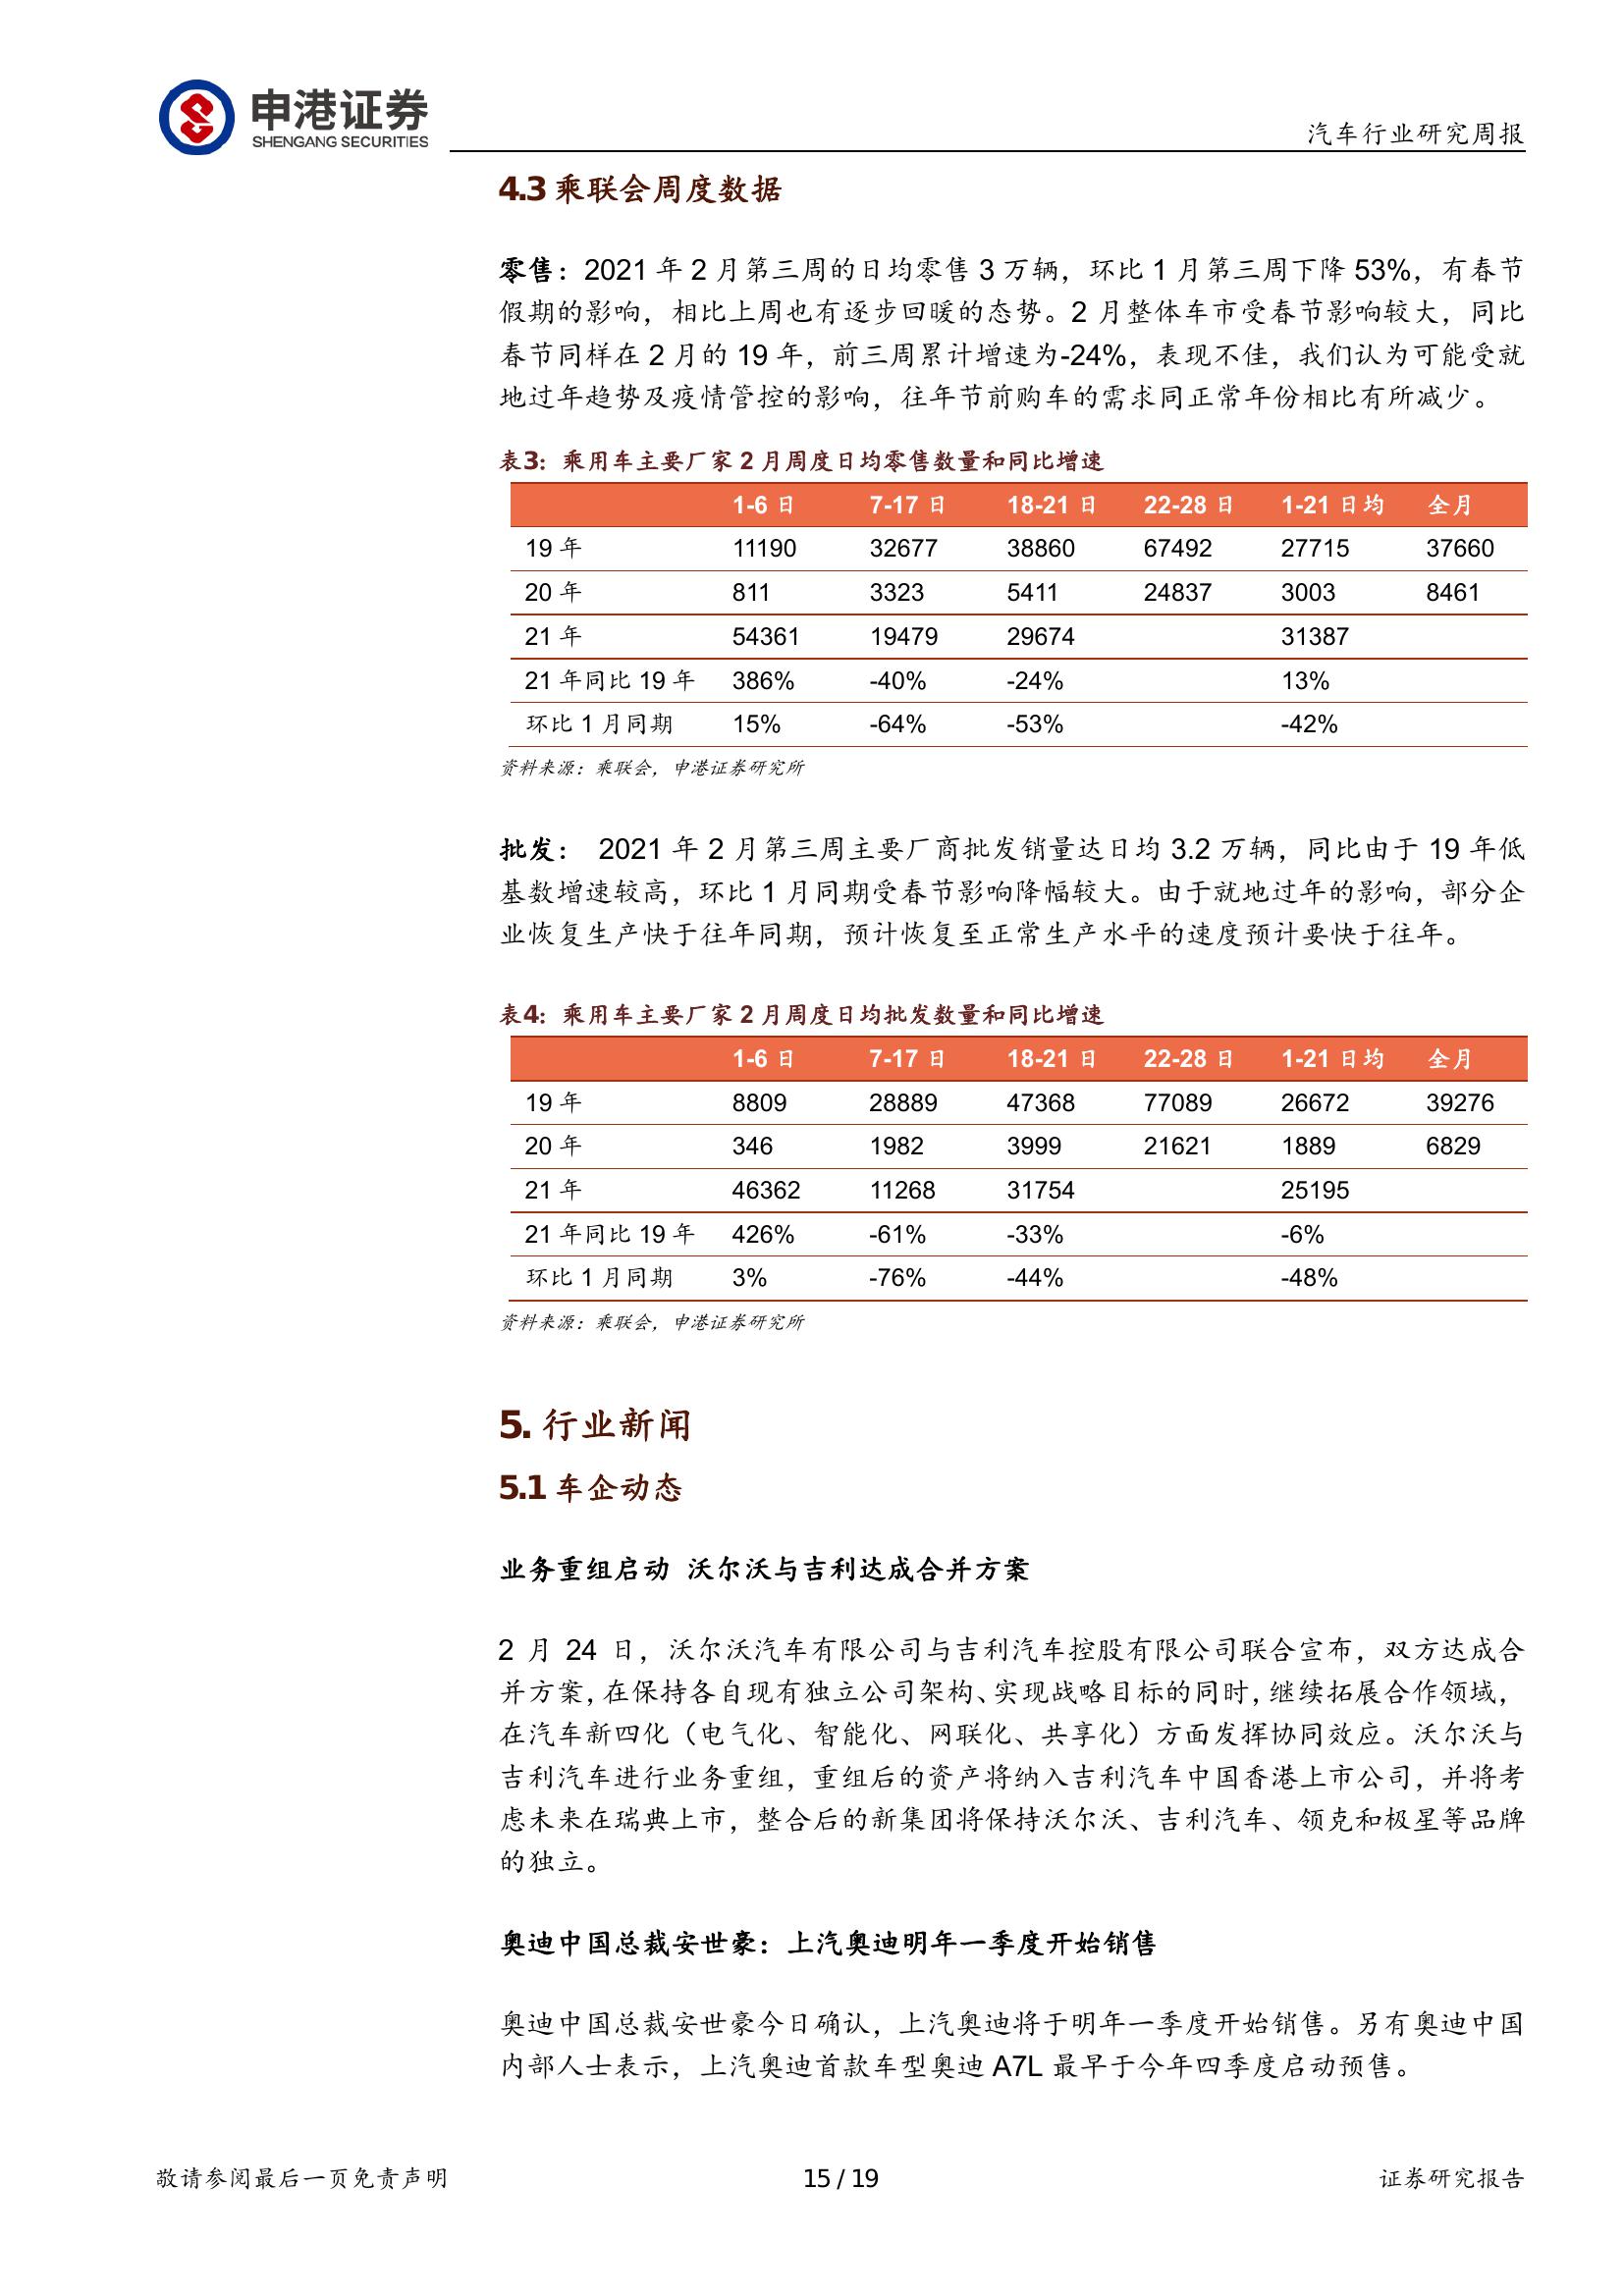 申港证券
SHENGANG SECURITIES
汽车行业研究周报
4.3 乘联会周度数据
零售：2021 年 2 月第三周的日均零售 3 万辆，环比 1 月第三周下降 53%，有春节
假期的影响，相比上周也有逐步回暖的态势。2 月整体车市受春节影响较大，同比
春节同样在 2 月的 19 年，前三周累计增速为-24%，表现不佳，我们认为可能受就
地过年趋势及疫情管控的影响，往年节前购车的需求同正常年份相比有所减少。
表3：乘用车主要厂家 2 月周度日均零售数量和同比增速
1-6 日 7-17 日 18-21 日 22-28 日 1-21 日均 全月
19 年 11190 32677 38860 67492 27715 37660
20 年 811 3323 5411 24837 3003 8461
21 年 54361 19479 29674 31387
21 年同比 19 年 386% -40% -24% 13%
环比 1 月同期 15% -64% -53% -42%
资料来源：乘联会，申港证券研究所
批发： 2021 年 2 月第三周主要厂商批发销量达日均 3.2 万辆，同比由于 19 年低
基数增速较高，环比 1 月同期受春节影响降幅较大。由于就地过年的影响，部分企
业恢复生产快于往年同期，预计恢复至正常生产水平的速度预计要快于往年。
表4：乘用车主要厂家 2 月周度日均批发数量和同比增速
1-6 日 7-17 日 18-21 日 22-28 日 1-21 日均 全月
19 年 8809 28889 47368 77089 26672 39276
20 年 346 1982 3999 21621 1889 6829
21 年 46362 11268 31754 25195
21 年同比 19 年 426% -61% -33% -6%
环比 1 月同期 3% -76% -44% -48%
资料来源：乘联会，申港证券研究所
5. 行业新闻
5.1 车企动态
业务重组启动 沃尔沃与吉利达成合并方案
2 月 24 日，沃尔沃汽车有限公司与吉利汽车控股有限公司联合宣布，双方达成合
并方案，在保持各自现有独立公司架构、实现战略目标的同时，继续拓展合作领域，
在汽车新四化（电气化、智能化、网联化、共享化）方面发挥协同效应。沃尔沃与
吉利汽车进行业务重组，重组后的资产将纳入吉利汽车中国香港上市公司，并将考
虑未来在瑞典上市，整合后的新集团将保持沃尔沃、吉利汽车、领克和极星等品牌
的独立。
奥迪中国总裁安世豪：上汽奥迪明年一季度开始销售
奥迪中国总裁安世豪今日确认，上汽奥迪将于明年一季度开始销售。另有奥迪中国
内部人士表示，上汽奥迪首款车型奥迪 A7L 最早于今年四季度启动预售。
敬请参阅最后一页免责声明 15 / 19 证券研究报告